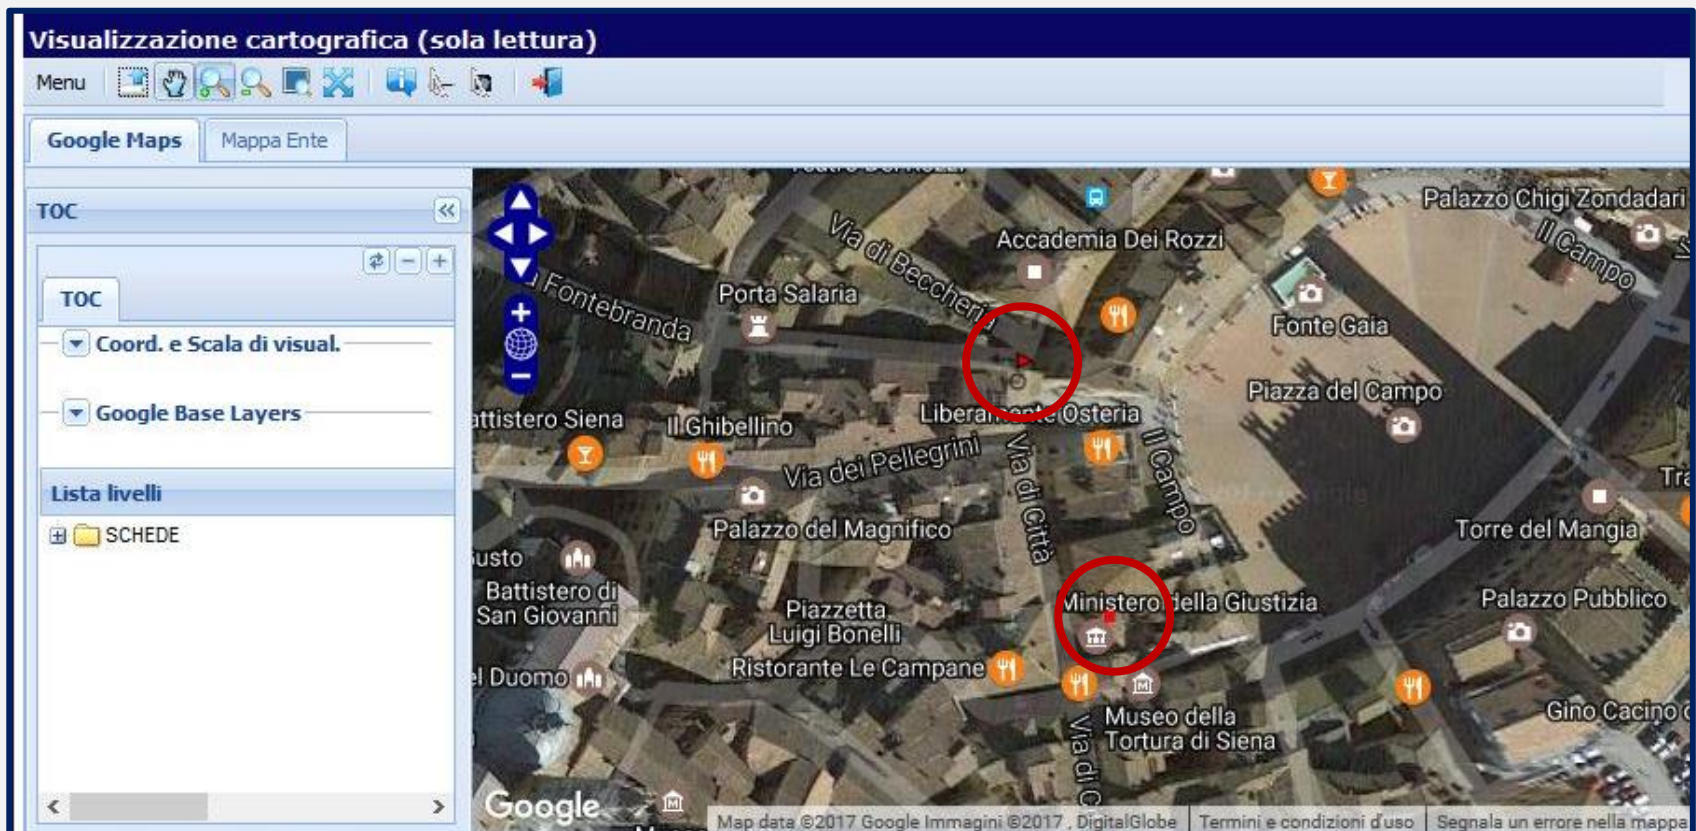 Visualizzazione cartografica (sola lettura)
Menu
Google Maps
Mappa Ente
TOC
TOC
Coord. e Scala di visual.
Google Base Layers
Lista livelli
SCHEDE
Palazzo Chigi Zondadari
Via di Beccheria
Accademia Dei Rozzi
Il Campo
Fontebranda
Porta Salaria
Fonte Gaia
Piazza del Campo
attistero Siena
Il Ghibellino
Liberamente Osteria
Via dei Pellegrini
Via di Città
Il Campo
Palazzo del Magnifico
Torre del Mangia
usto
Battistero di
San Giovanni
Piazzetta
Luigi Bonelli
Ministero della Giustizia
Palazzo Pubblico
Ristorante Le Campane
el Duomo
Museo della
Tortura di Siena
Gino Cacino
Via di C
Google
Map data ©2017 Google Immagini ©2017 , DigitalGlobe
Termini e condizioni d'uso
Segnala un errore nella mappa